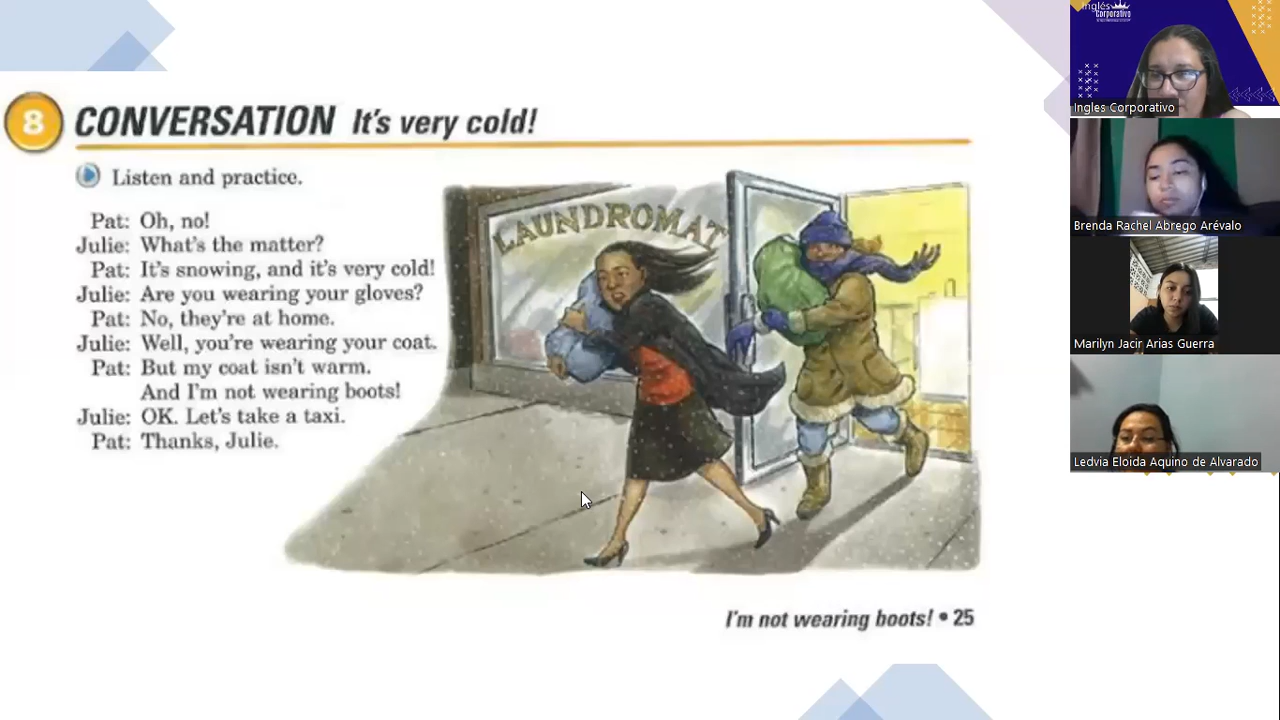 8 CONVERSATION It's very cold!
Listen and practice.
Pat: Oh, no!
Julie: What's the matter?
Pat: It's snowing, and it's very cold!
Julie: Are you wearing your gloves?
Pat: No, they're at home.
Julie: Well, you're wearing your coat.
Pat: But my coat isn't warm.
And I'm not wearing boots!
Julie: OK. Let's take a taxi.
Pat: Thanks, Julie.
LAUNDROMAT
I'm not wearing boots! • 25
Inglés
Corporativo
Ingles Corporativo
Brenda Rachel Abrego Arévalo
Marilyn Jacir Arias Guerra
Ledvia Eloida Aquino de Alvarado